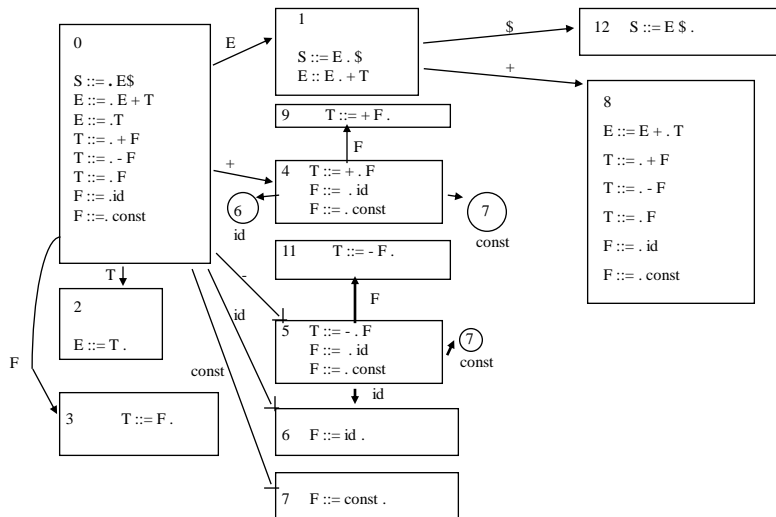 0
S ::= . E$
E ::= . E + T
E ::= .T
T ::= . + F
T ::= . - F
T ::= . F
F ::= .id
F ::=. const
E
1
S ::= E . $
E :: E . + T
$
12 S ::= E $ .
+
8
E ::= E + . T
T ::= . + F
T ::= . - F
T ::= . F
F ::= . id
F ::= . const
9 T ::= + F .
F
+
4 T ::= + . F
F ::= . id
F ::= . const
6
id
7
const
11 T ::= - F .
-
F
T
2
E ::= T .
id
5 T ::= - . F
F ::= . id
F ::= . const
7
const
id
F
const
3 T ::= F .
6 F ::= id .
7 F ::= const .